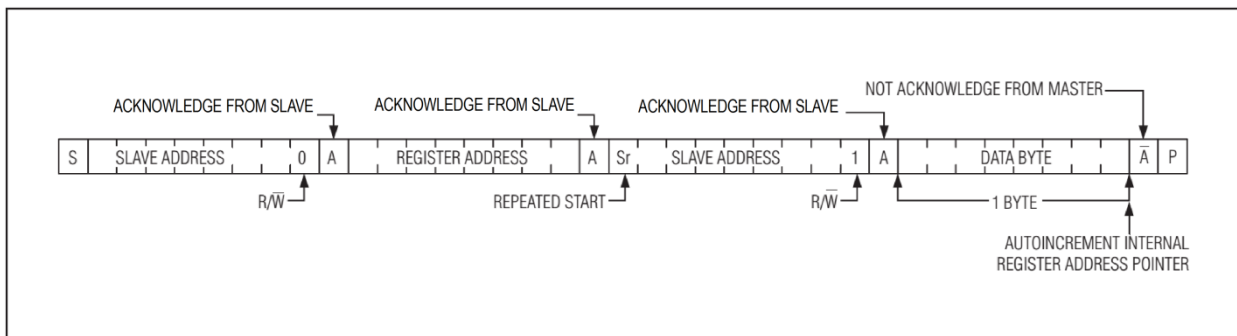 NOT ACKNOWLEDGE FROM MASTER
ACKNOWLEDGE FROM SLAVE ACKNOWLEDGE FROM SLAVE ACKNOWLEDGE FROM SLAVE
S SLAVE ADDRESS 0 A REGISTER ADDRESS A Sr SLAVE ADDRESS 1 A DATA BYTE A̅ P
R/W̅ REPEATED START R/W̅ 1 BYTE
AUTOINCREMENT INTERNAL
REGISTER ADDRESS POINTER